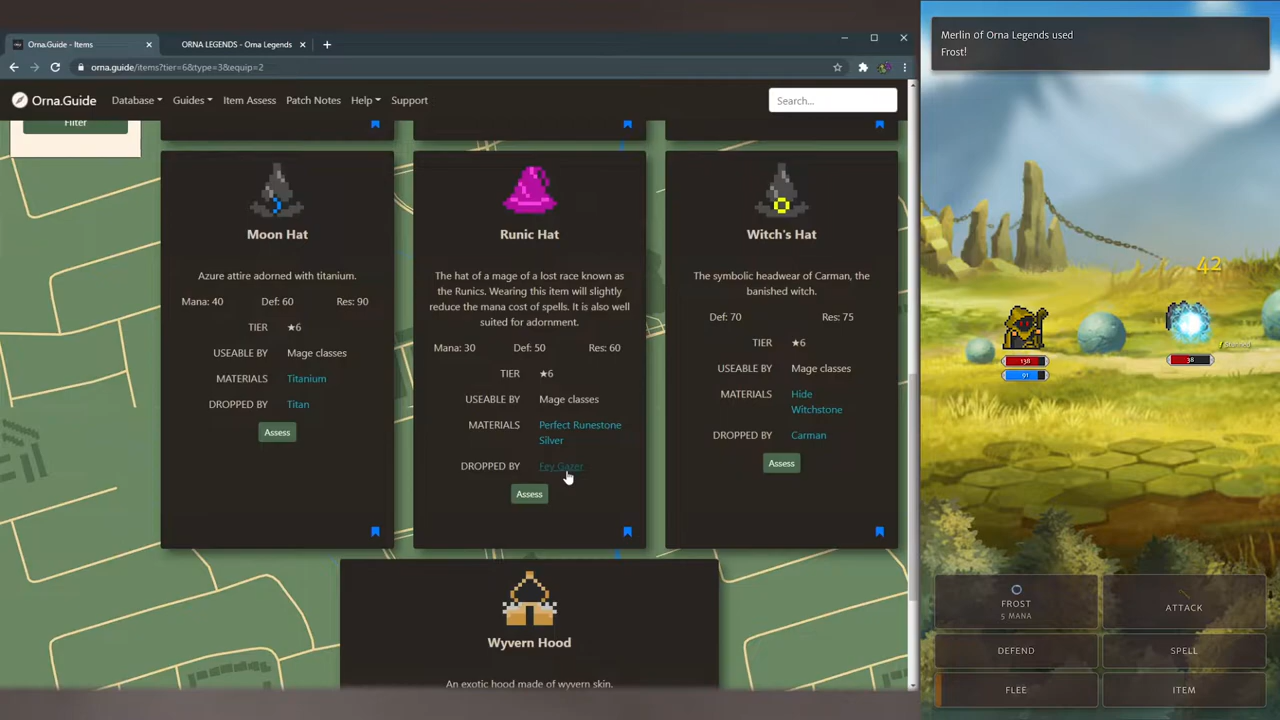 Orna.Guide - Items
ORNA LEGENDS - Orna Legends
orna.guide/items?tier=6&type=3&equip=2
Orna.Guide
Database
Guides
Item Assess
Patch Notes
Help
Support
Search...
Filter
Moon Hat
Azure attire adorned with titanium.
Mana: 40 Def: 60 Res: 90
TIER ★6
USEABLE BY Mage classes
MATERIALS Titanium
DROPPED BY Titan
Assess
Runic Hat
The hat of a mage of a lost race known as
the Runics. Wearing this item will slightly
reduce the mana cost of spells. It is also well
suited for adornment.
Mana: 30 Def: 50 Res: 60
TIER ★6
USEABLE BY Mage classes
MATERIALS Perfect Runestone
Silver
DROPPED BY Fey Gazer
Assess
Witch's Hat
The symbolic headwear of Carman, the
banished witch.
Def: 70 Res: 75
TIER ★6
USEABLE BY Mage classes
MATERIALS Hide
Witchstone
DROPPED BY Carman
Assess
Wyvern Hood
An exotic hood made of wyvern skin.
Merlin of Orna Legends used
Frost!
42
Stunned
138
91
38
FROST
5 MANA
ATTACK
DEFEND
SPELL
FLEE
ITEM